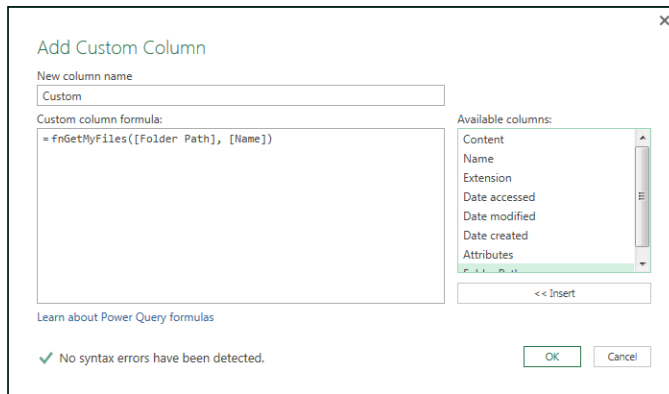 Add Custom Column
New column name
Custom
Custom column formula:
=fnGetMyFiles([Folder Path], [Name])
Available columns:
Content
Name
Extension
Date accessed
Date modified
Date created
Attributes
Folder Path
<< Insert
Learn about Power Query formulas
No syntax errors have been detected.
OK
Cancel